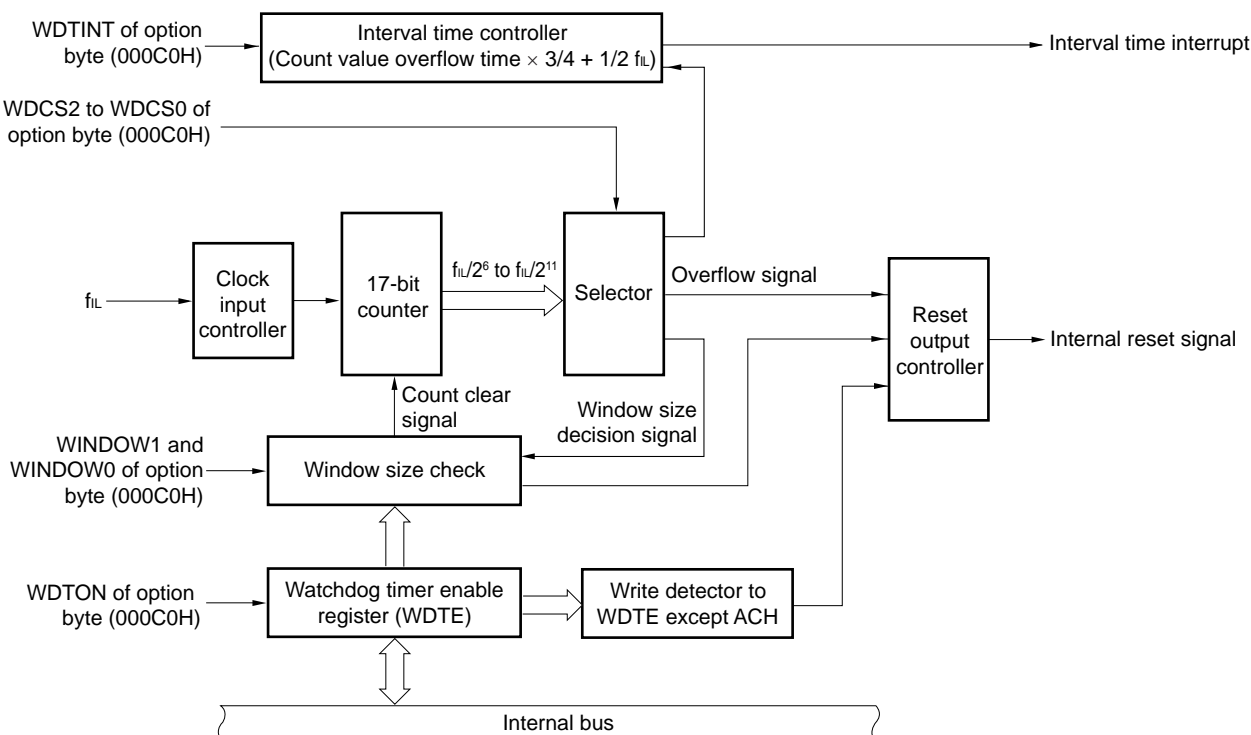 WDTINT of option
byte (000C0H)
Interval time controller
(Count value overflow time × 3/4 + 1/2 fIL)
Interval time interrupt
WDCS2 to WDCS0 of
option byte (000C0H)
fIL
Clock
input
controller
17-bit
counter
fIL/2⁶ to fIL/2¹¹
Selector
Overflow signal
Reset
output
controller
Internal reset signal
Count clear
signal
Window size
decision signal
WINDOW1 and
WINDOW0 of option
byte (000C0H)
Window size check
WDTON of option
byte (000C0H)
Watchdog timer enable
register (WDTE)
Write detector to
WDTE except ACH
Internal bus